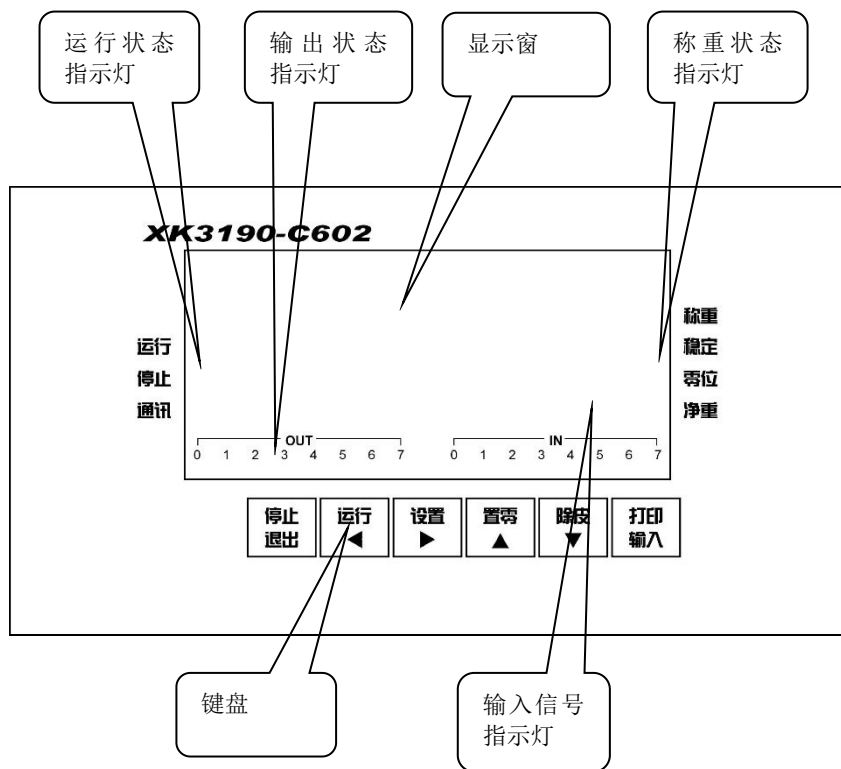 运行状态
指示灯
输出状态
指示灯
显示窗
称重状态
指示灯
XK3190-C602
运行
停止
通讯
称重
稳定
零位
净重
OUT
0 1 2 3 4 5 6 7
IN
0 1 2 3 4 5 6 7
停止
退出
运行
◀
设置
▶
置零
▲
除皮
▼
打印
输入
键盘
输入信号
指示灯